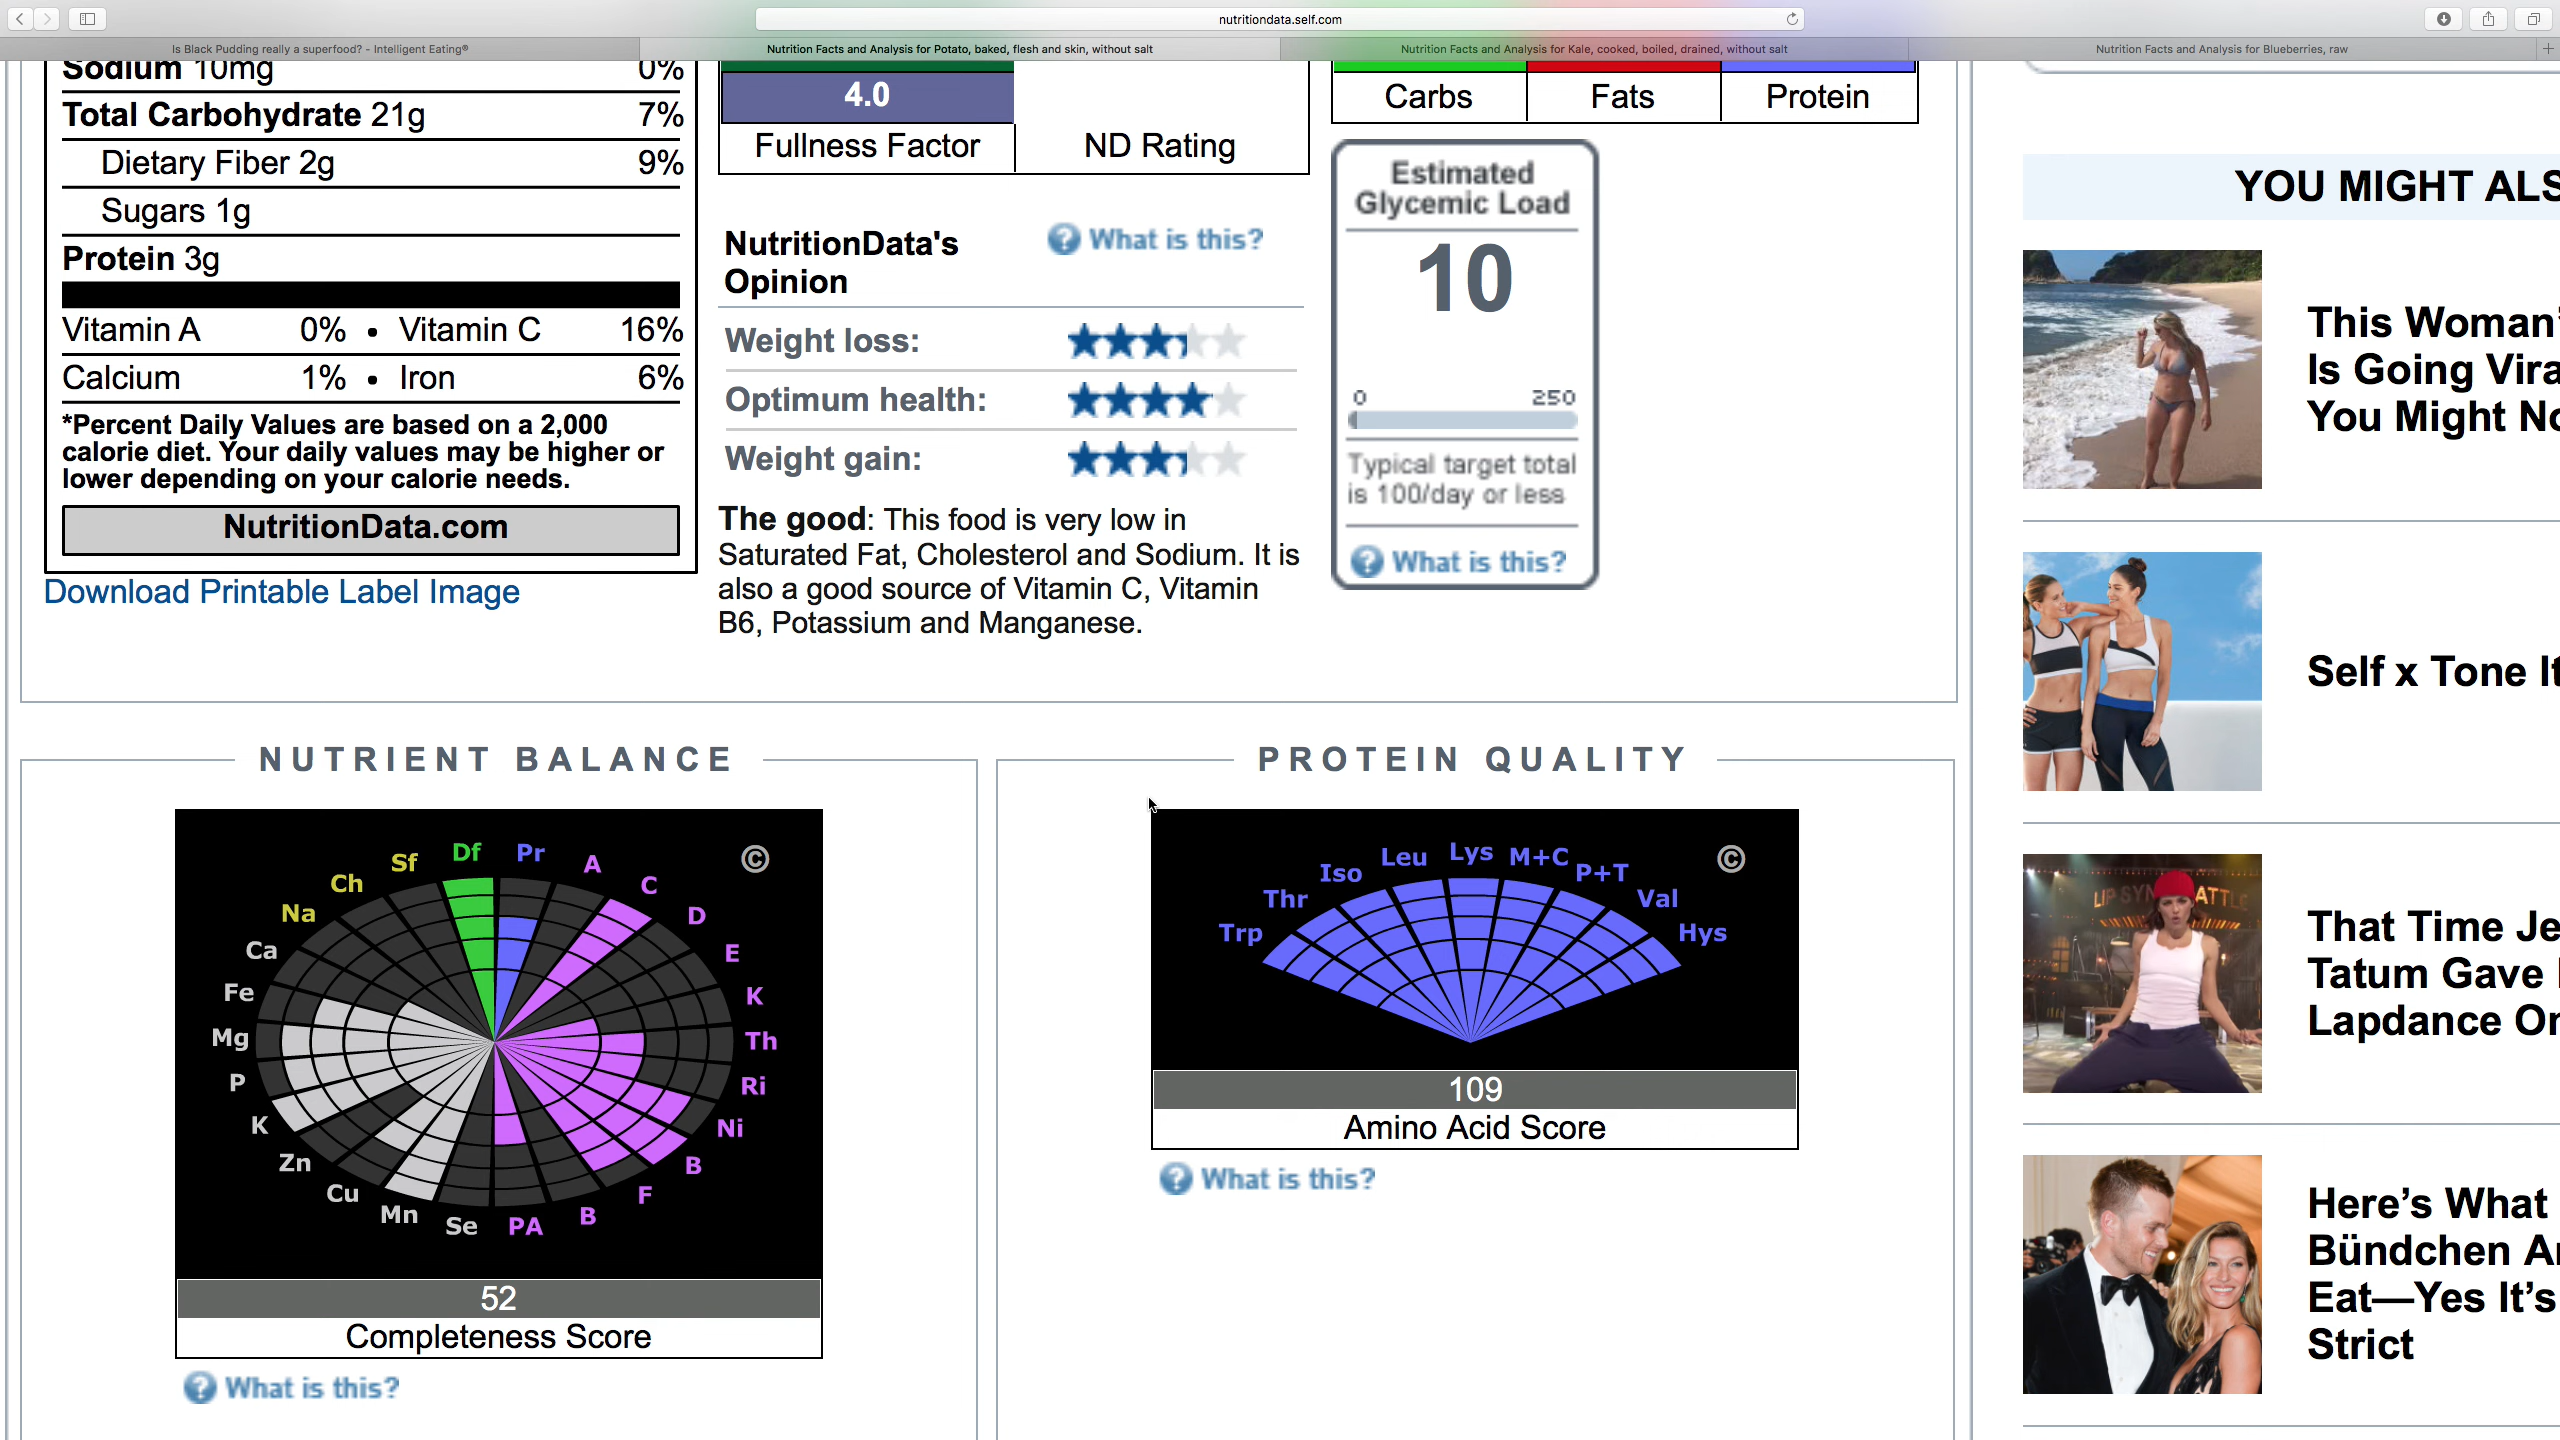 nutritiondata.self.com
Is Black Pudding really a superfood? - Intelligent Eating®
Nutrition Facts and Analysis for Potato, baked, flesh and skin, without salt
Nutrition Facts and Analysis for Kale, cooked, boiled, drained, without salt
Nutrition Facts and Analysis for Blueberries, raw
Sodium 10mg 0%
Total Carbohydrate 21g 7%
Dietary Fiber 2g 9%
Sugars 1g
Protein 3g
Vitamin A 0% • Vitamin C 16%
Calcium 1% • Iron 6%
*Percent Daily Values are based on a 2,000
calorie diet. Your daily values may be higher or
lower depending on your calorie needs.
NutritionData.com
Download Printable Label Image
4.0
Fullness Factor ND Rating
NutritionData's
Opinion
What is this?
Weight loss:
Optimum health:
Weight gain:
The good: This food is very low in
Saturated Fat, Cholesterol and Sodium. It is
also a good source of Vitamin C, Vitamin
B6, Potassium and Manganese.
Carbs Fats Protein
Estimated
Glycemic Load
10
0 250
Typical target total
is 100/day or less
What is this?
NUTRIENT BALANCE
©
Df
Pr
A
C
D
E
K
Th
Ri
Ni
B
F
B
PA
Se
Mn
Cu
Zn
K
P
Mg
Fe
Ca
Na
Ch
Sf
52
Completeness Score
What is this?
PROTEIN QUALITY
©
Trp
Thr
Iso
Leu
Lys
M+C
P+T
Val
Hys
109
Amino Acid Score
What is this?
YOU MIGHT ALS
This Woman'
Is Going Vira
You Might No
Self x Tone It
LIP SYN ATTL
That Time Je
Tatum Gave
Lapdance On
Here’s What
Bündchen An
Eat—Yes It’s
Strict